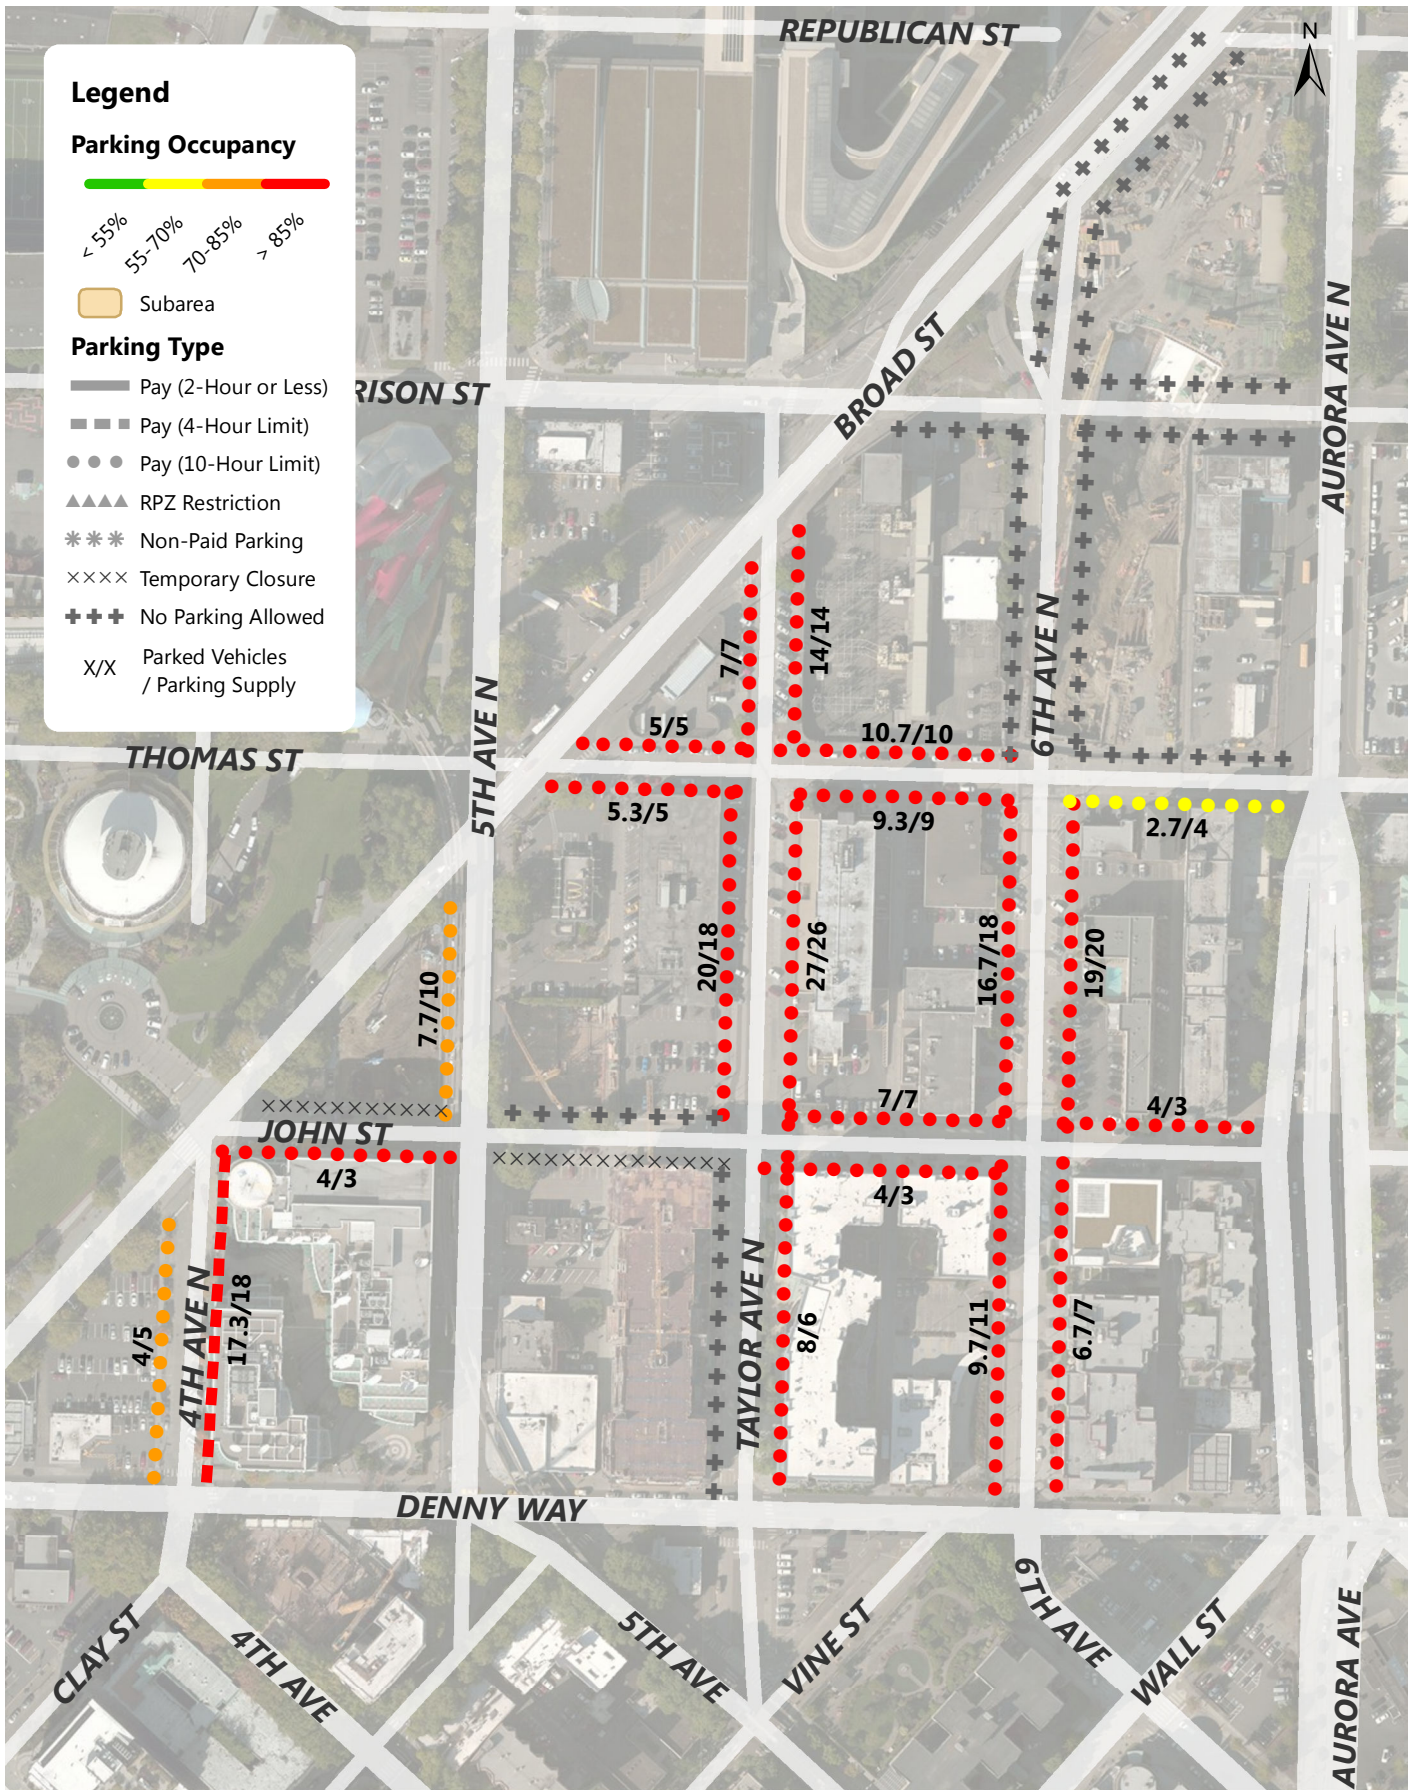 REPUBLICAN ST
N
Legend
Parking Occupancy
< 55%
55-70%
70-85%
> 85%
Subarea
Parking Type
Pay (2-Hour or Less)
Pay (4-Hour Limit)
Pay (10-Hour Limit)
RPZ Restriction
Non-Paid Parking
Temporary Closure
No Parking Allowed
X/X
Parked Vehicles
/ Parking Supply
RISON ST
BROAD ST
AURORA AVE N
6TH AVE N
7/7
14/14
5/5
10.7/10
THOMAS ST
5TH AVE N
5.3/5
9.3/9
2.7/4
7.7/10
20/18
27/26
16.7/18
19/20
7/7
4/3
JOHN ST
4/3
4/3
4/5
4TH AVE N
17.3/18
TAYLOR AVE N
8/6
9.7/11
6.7/7
DENNY WAY
CLAY ST
4TH AVE
5TH AVE
VINE ST
6TH AVE
WALL ST
AURORA AVE